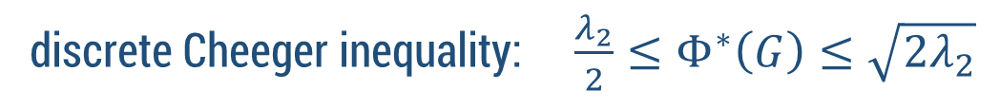 discrete Cheeger inequality: λ₂/2 ≤ Φ*(G) ≤ √(2λ₂)